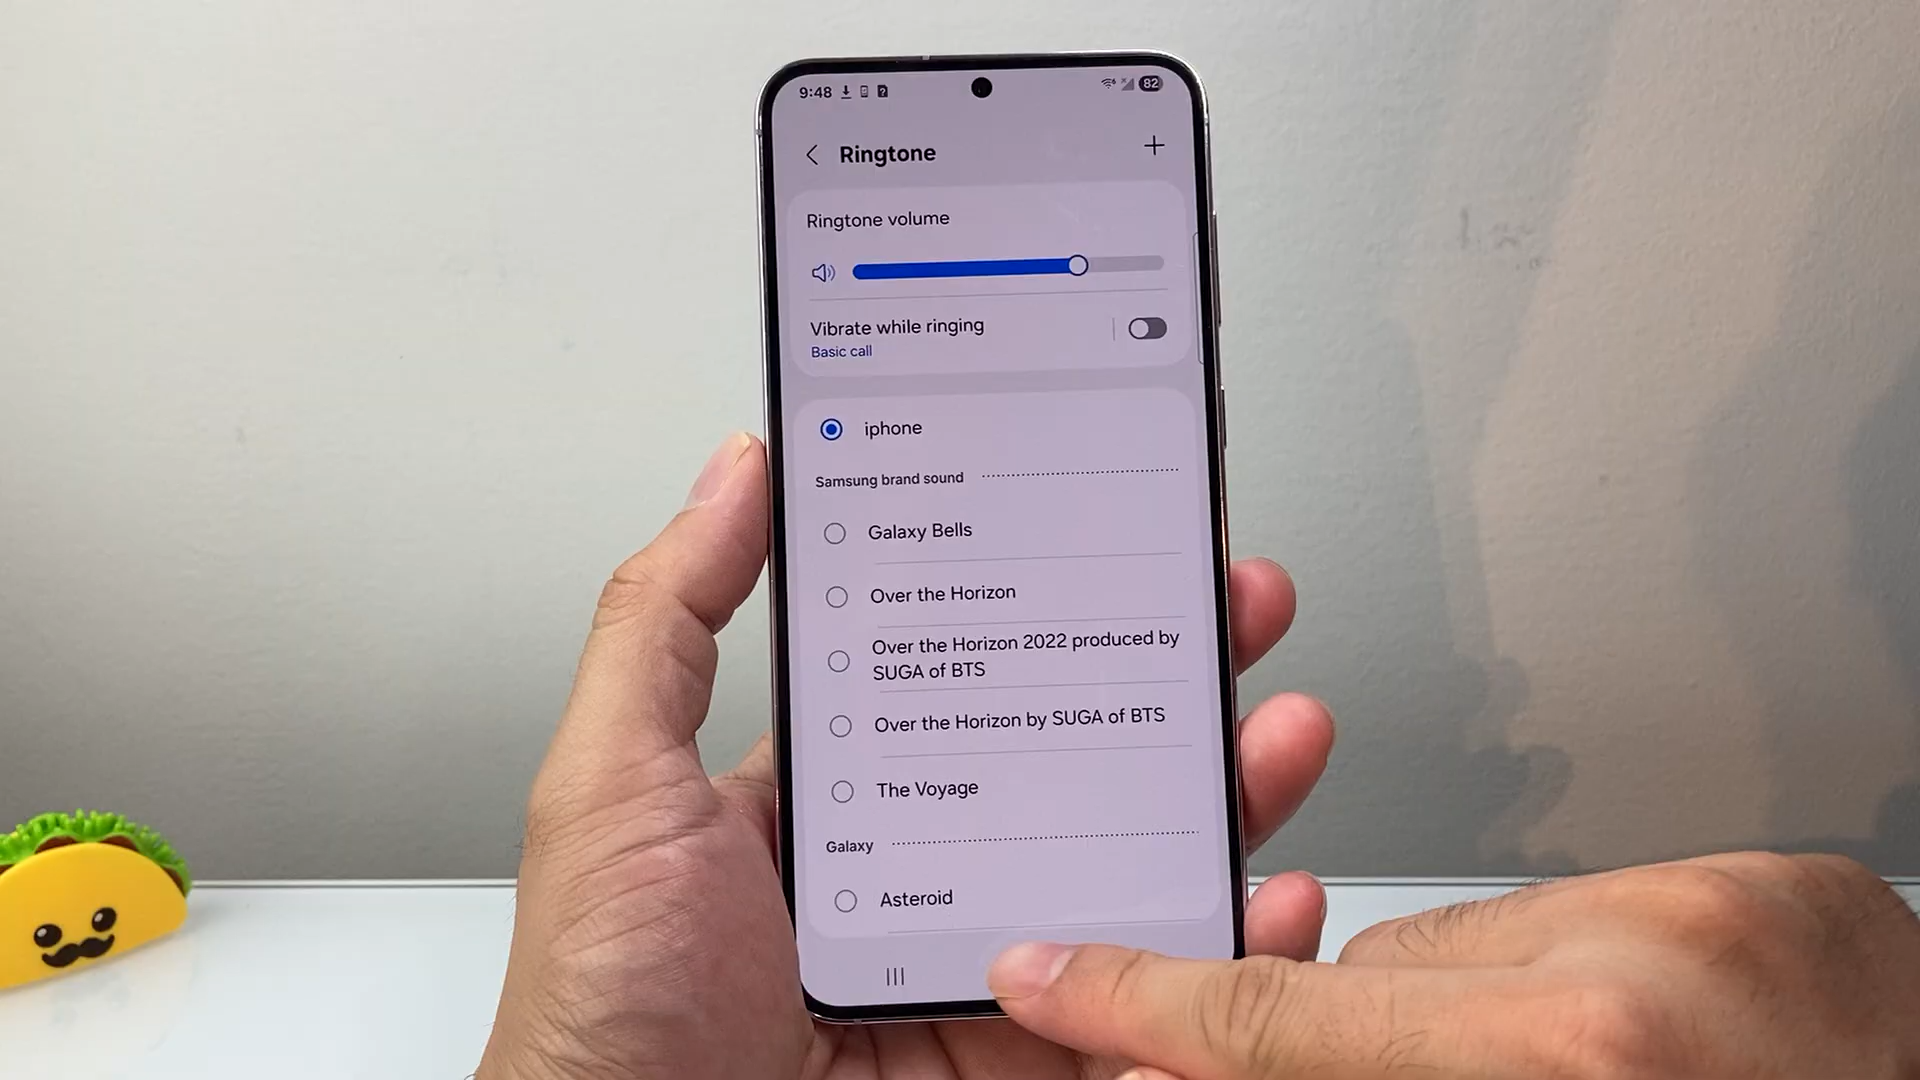 9:48
82
Ringtone
Ringtone volume
Vibrate while ringing
Basic call
iphone
Samsung brand sound
Galaxy Bells
Over the Horizon
Over the Horizon 2022 produced by
SUGA of BTS
Over the Horizon by SUGA of BTS
The Voyage
Galaxy
Asteroid